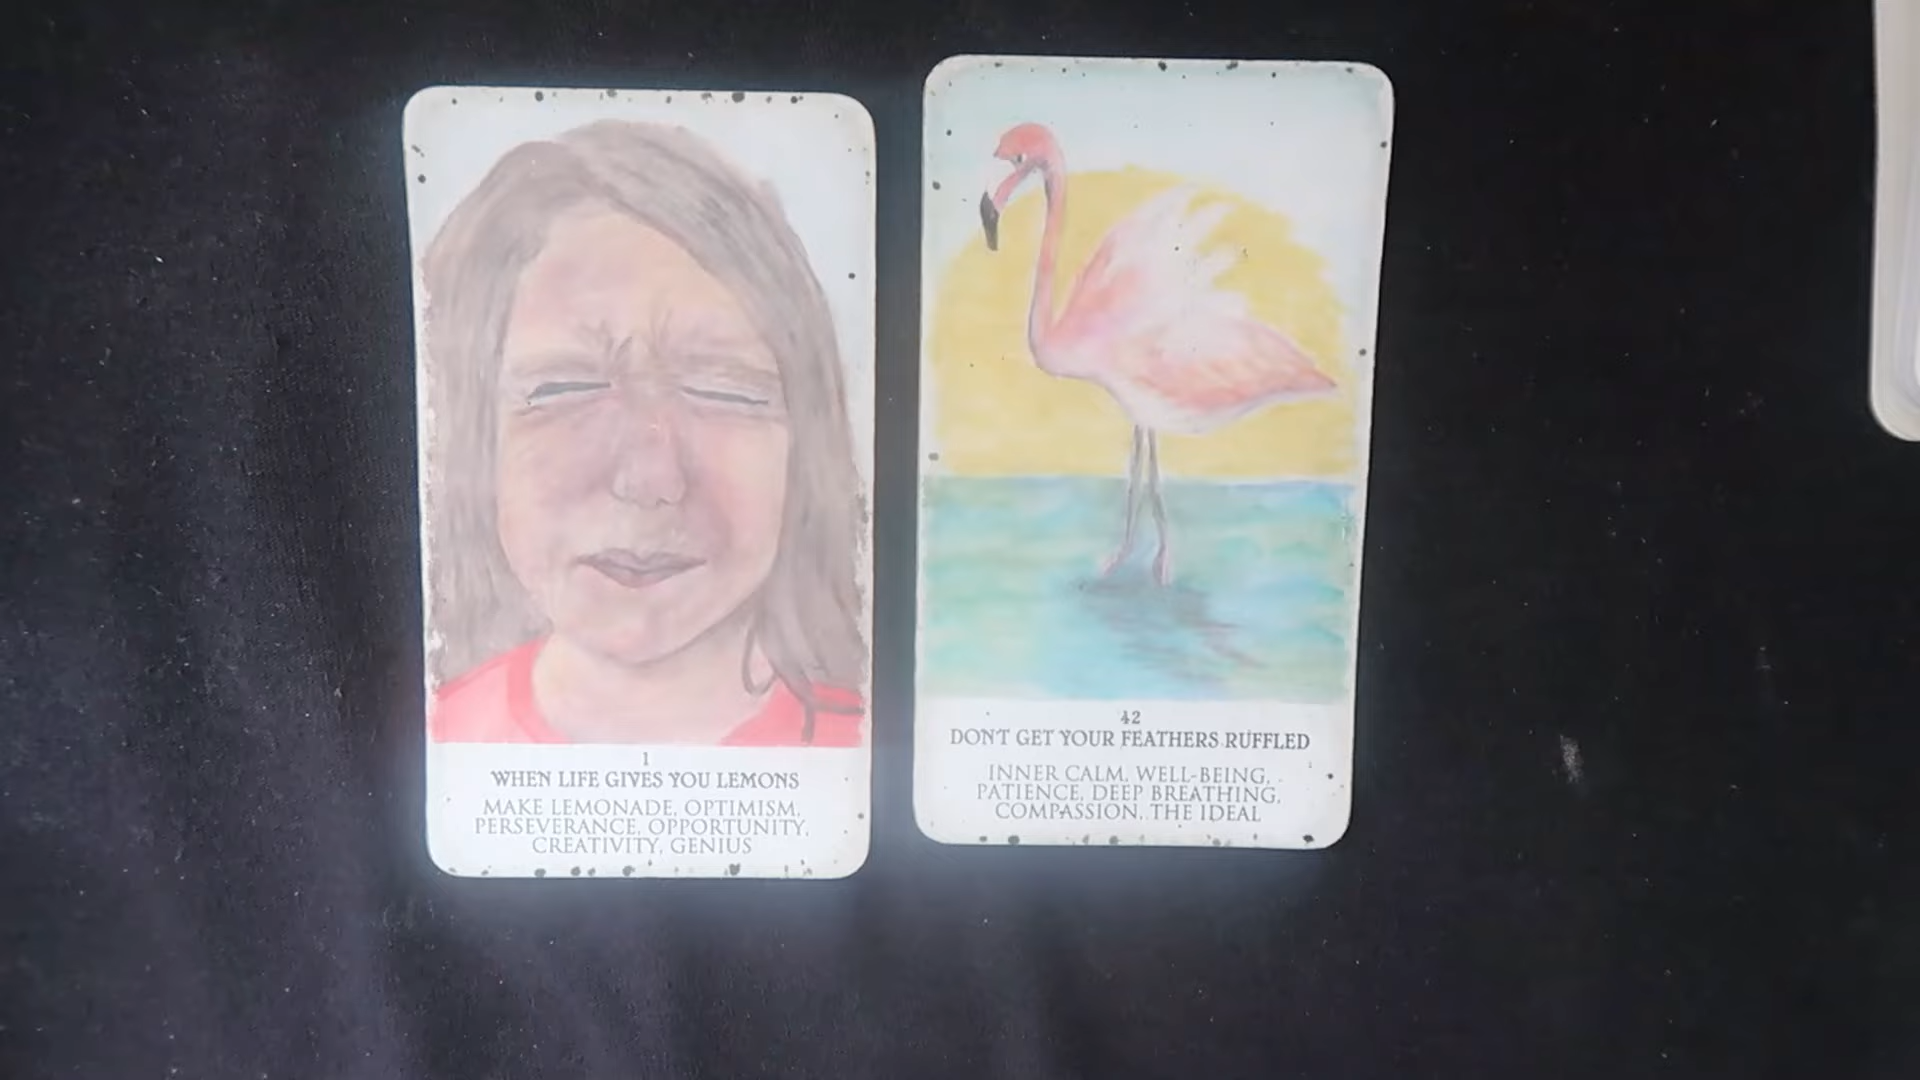 1
WHEN LIFE GIVES YOU LEMONS
MAKE LEMONADE, OPTIMISM,
PERSEVERANCE, OPPORTUNITY,
CREATIVITY, GENIUS
42
DON'T GET YOUR FEATHERS RUFFLED
INNER CALM, WELL-BEING,
PATIENCE, DEEP BREATHING,
COMPASSION, THE IDEAL